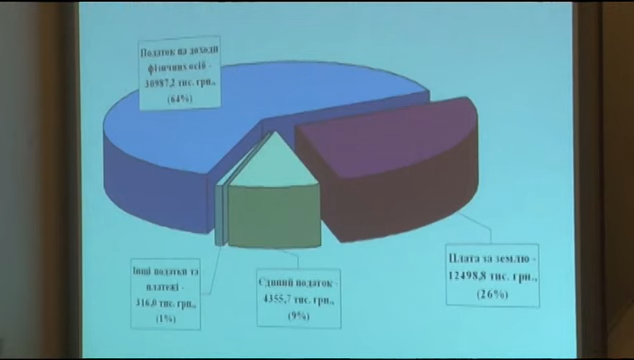 Податок на доходи
фізичних осіб -
30987,2 тис. грн.,
(64%)
Інші податки та
платежі -
316,0 тис. грн.,
(1%)
Єдиний податок -
4355,7 тис. грн.,
(9%)
Плата за землю -
12498,8 тис. грн.,
(26%)